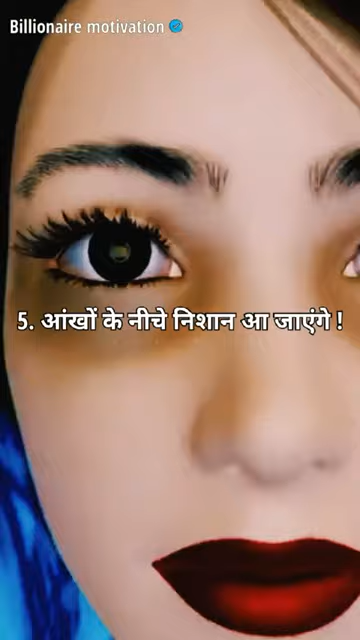 Billionaire motivation
5. आंखों के नीचे निशान आ जाएंगे !